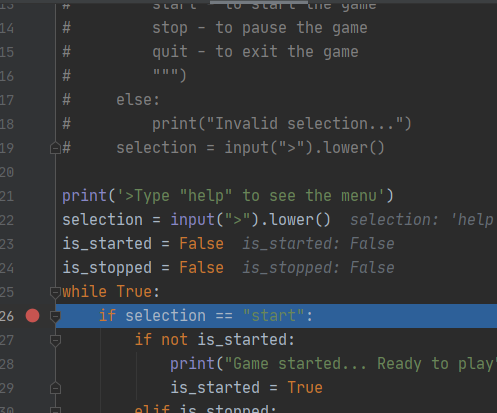 13 #         start - to start the game
14 #         stop - to pause the game
15 #         quit - to exit the game
16 #         """)
17 #     else:
18 #         print("Invalid selection...")
19 #     selection = input(">").lower()
20
21 print('>Type "help" to see the menu')
22 selection = input(">").lower()  selection: 'help
23 is_started = False  is_started: False
24 is_stopped = False  is_stopped: False
25 while True:
26     if selection == "start":
27         if not is_started:
28             print("Game started... Ready to play
29             is_started = True
30         elif is_stopped: